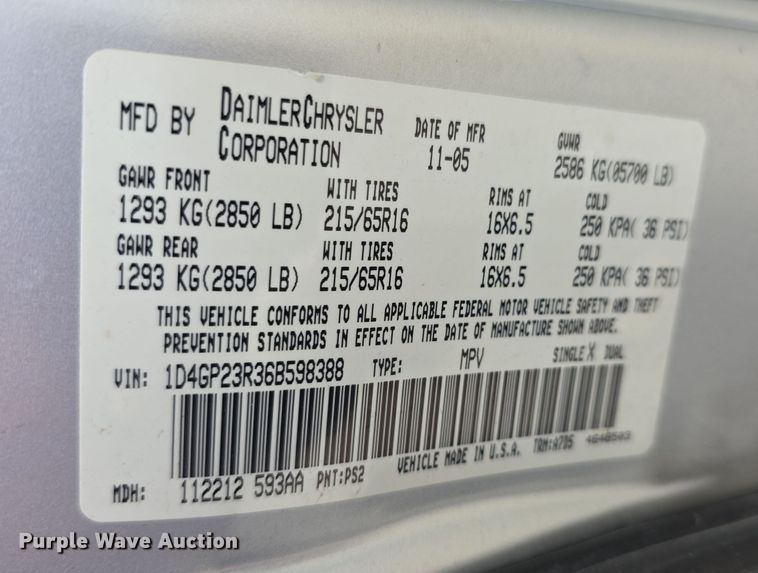 MFD BY DAIMLERCHRYSLER CORPORATION DATE OF MFR 11-05 GVWR 2586 KG(05700 LB)
GAWR FRONT WITH TIRES RIMS AT COLD
1293 KG(2850 LB) 215/65R16 16X6.5 250 KPA( 36 PSI)
GAWR REAR WITH TIRES RIMS AT COLD
1293 KG(2850 LB) 215/65R16 16X6.5 250 KPA( 36 PSI)
THIS VEHICLE CONFORMS TO ALL APPLICABLE FEDERAL MOTOR VEHICLE SAFETY AND THEFT
PREVENTION STANDARDS IN EFFECT ON THE DATE OF MANUFACTURE SHOWN ABOVE.
VIN: 1D4GP23R36B598388 TYPE: MPV SINGLE X DUAL
VEHICLE MADE IN U.S.A. TRM:A7D5 4648503
MDH: 112212 593AA PNT:PS2
Purple Wave Auction